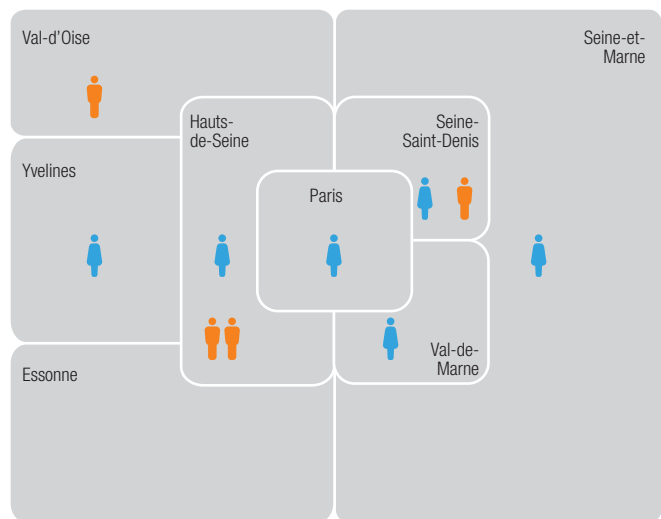 Val-d'Oise
Seine-et-
Marne
Hauts-
de-Seine
Seine-
Saint-Denis
Yvelines
Paris
Val-de-
Marne
Essonne